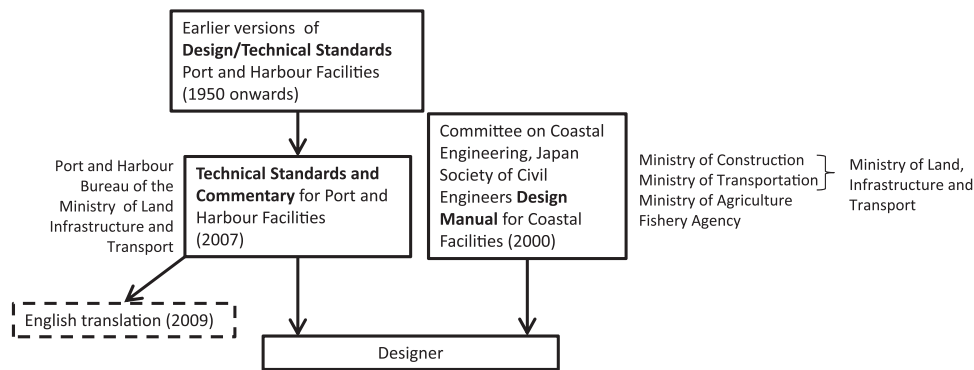 Earlier versions of
Design/Technical Standards
Port and Harbour Facilities
(1950 onwards)
Port and Harbour
Bureau of the
Ministry of Land
Infrastructure and
Transport
Technical Standards and
Commentary for Port and
Harbour Facilities
(2007)
Committee on Coastal
Engineering, Japan
Society of Civil
Engineers Design
Manual for Coastal
Facilities (2000)
Ministry of Construction
Ministry of Transportation
Ministry of Agriculture
Fishery Agency
Ministry of Land,
Infrastructure and
Transport
English translation (2009)
Designer